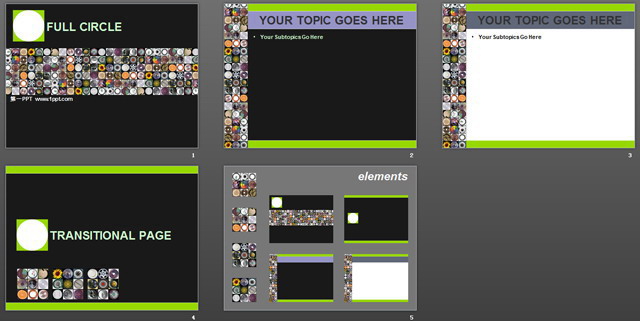 FULL CIRCLE
第一PPT www.1ppt.com
1
YOUR TOPIC GOES HERE
• Your Subtopics Go Here
2
YOUR TOPIC GOES HERE
• Your Subtopics Go Here
3
TRANSITIONAL PAGE
4
elements
5